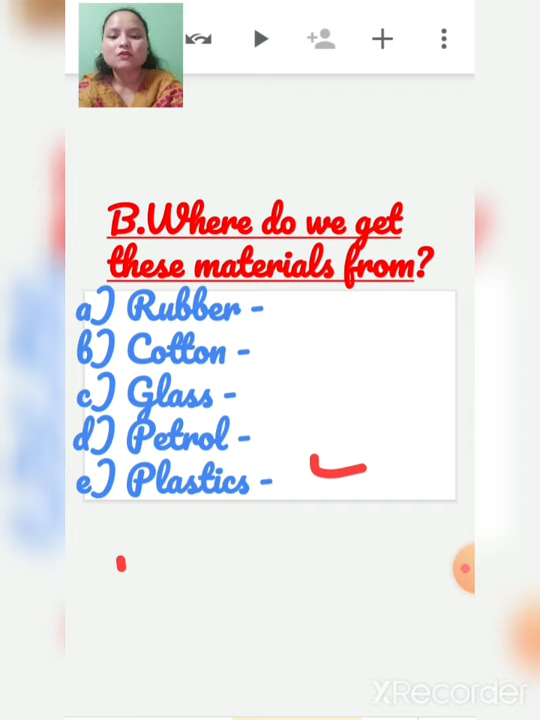 B.Where do we get
these materials from?
a) Rubber -
b) Cotton -
c) Glass -
d) Petrol -
e) Plastics -
XRecorder